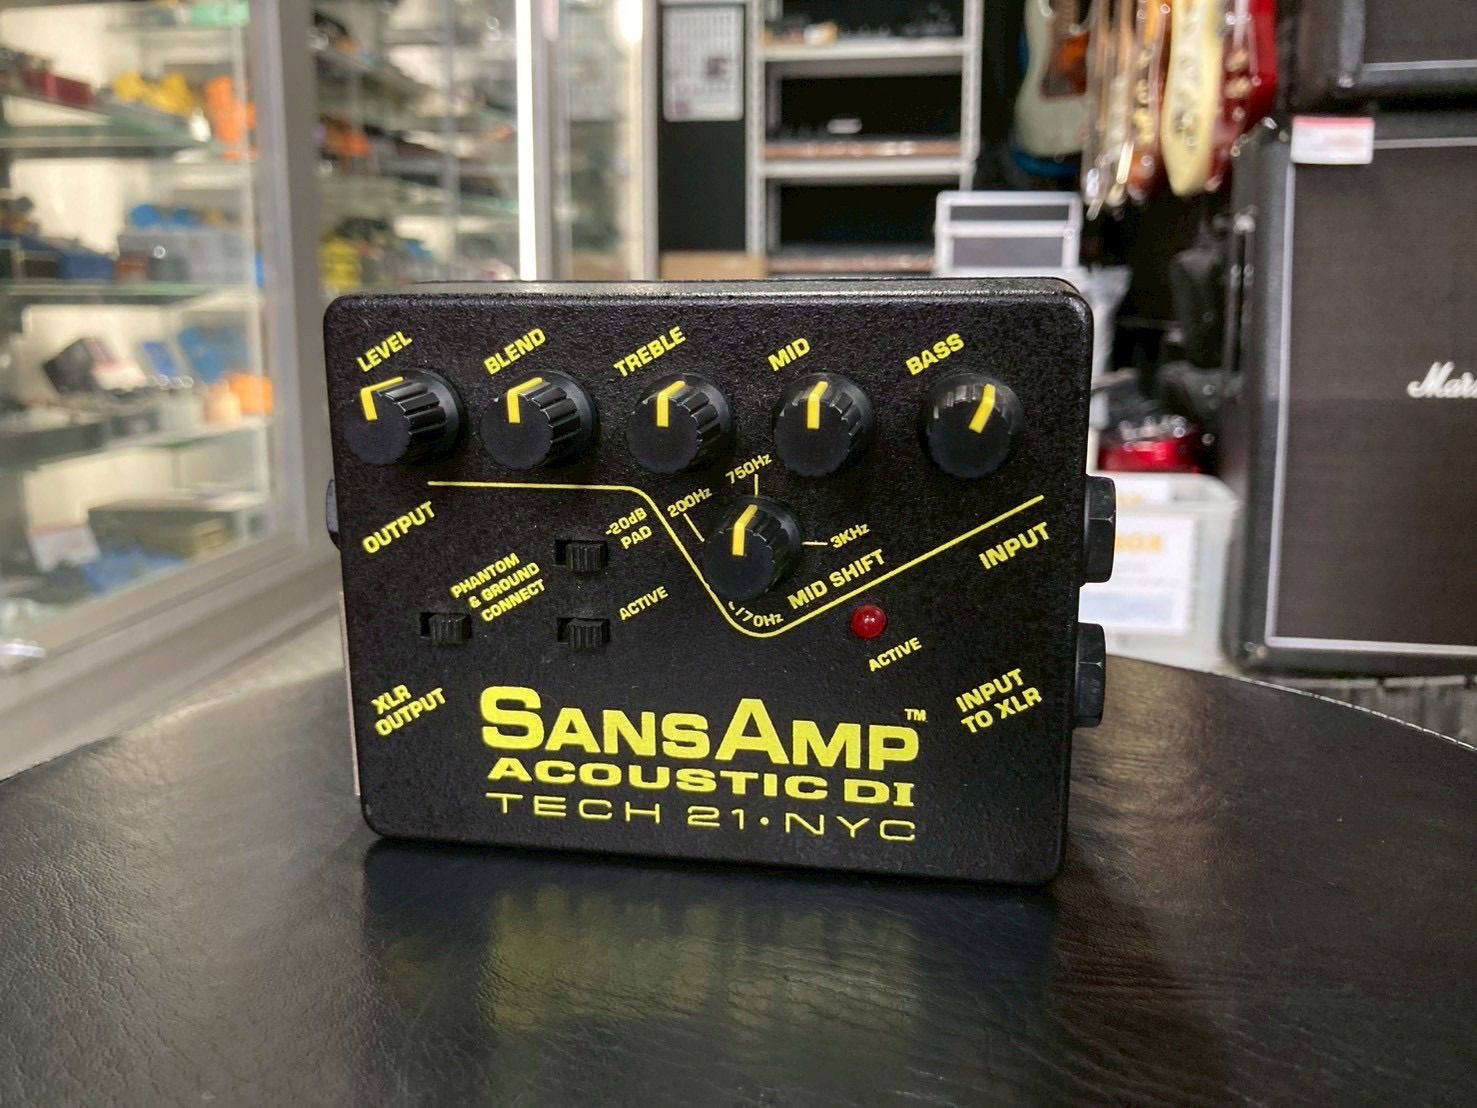 LEVEL
BLEND
TREBLE
MID
BASS
750Hz
200Hz
3KHz
170Hz
MID SHIFT
OUTPUT
-20dB
PAD
INPUT
PHANTOM
& GROUND
CONNECT
ACTIVE
ACTIVE
XLR
OUTPUT
INPUT
TO XLR
SANSAMP™
ACOUSTIC DI
TECH 21·NYC